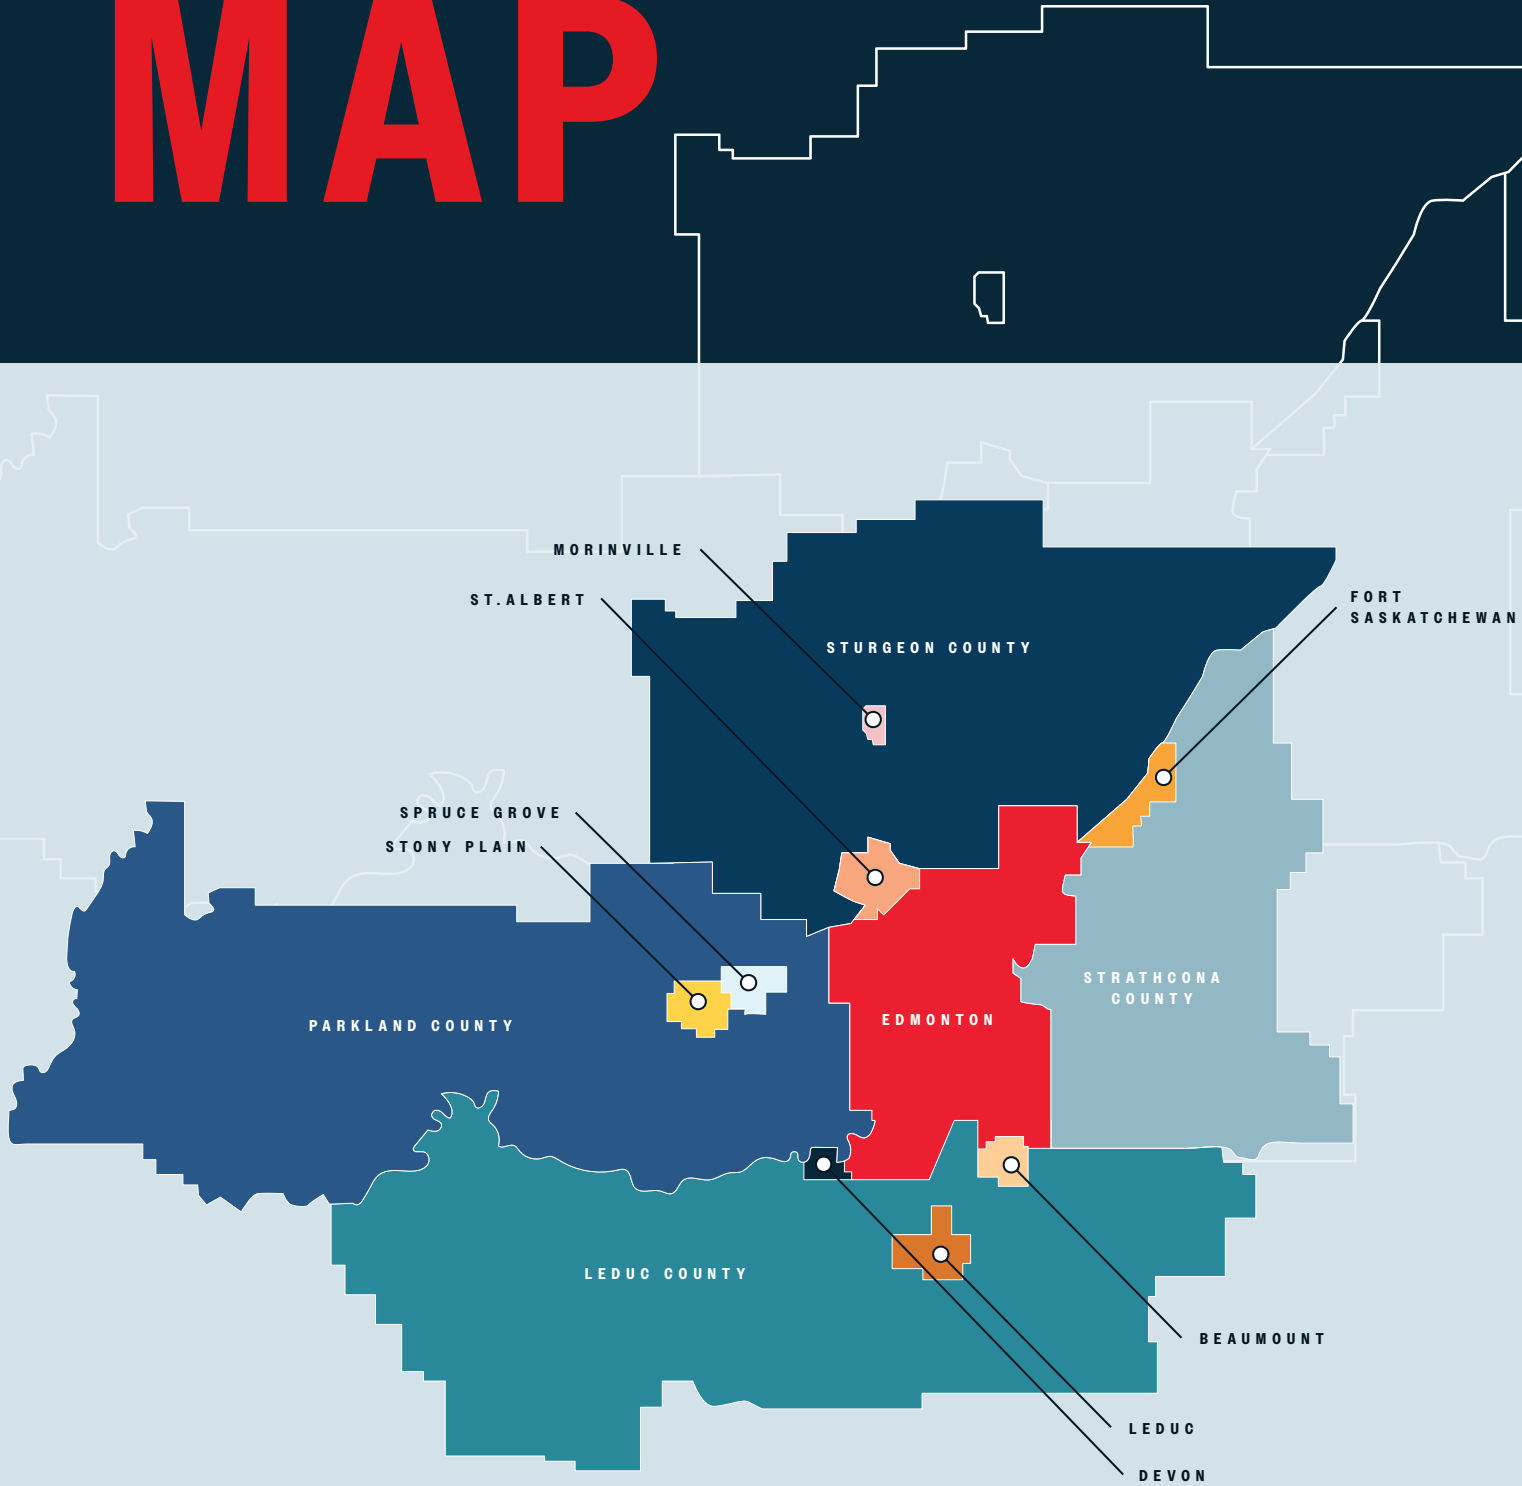 MAP
MORINVILLE
ST.ALBERT
FORT
SASKATCHEWAN
STURGEON COUNTY
SPRUCE GROVE
STONY PLAIN
STRATHCONA
COUNTY
EDMONTON
PARKLAND COUNTY
LEDUC COUNTY
BEAUMOUNT
LEDUC
DEVON